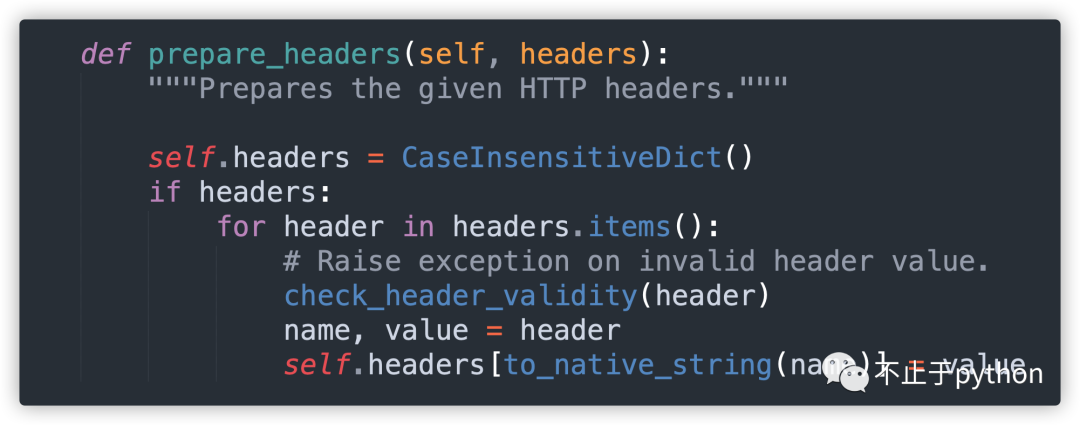 def prepare_headers(self, headers):
"""Prepares the given HTTP headers."""
self.headers = CaseInsensitiveDict()
if headers:
for header in headers.items():
# Raise exception on invalid header value.
check_header_validity(header)
name, value = header
self.headers[to_native_string(name)] = value
不止于python